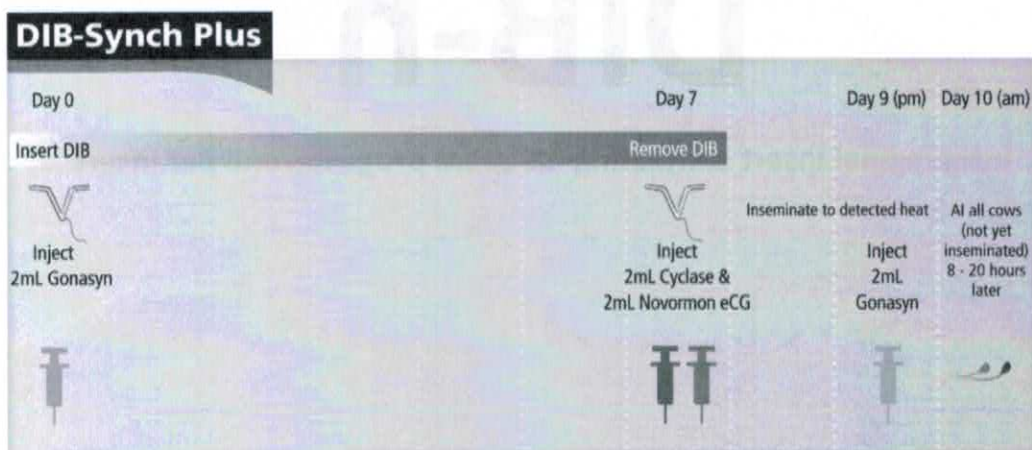 DIB-Synch Plus
Day 0
Day 7
Day 9 (pm)
Day 10 (am)
Insert DIB
Remove DIB
Inject
2mL Gonasyn
Inject
2mL Cyclase &
2mL Novormon eCG
Inseminate to detected heat
Inject
2mL
Gonasyn
AI all cows
(not yet
inseminated)
8 - 20 hours
later